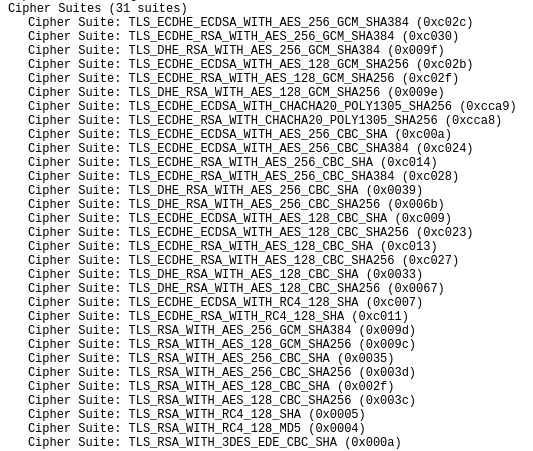 Cipher Suites (31 suites)
Cipher Suite: TLS_ECDHE_ECDSA_WITH_AES_256_GCM_SHA384 (0xc02c)
Cipher Suite: TLS_ECDHE_RSA_WITH_AES_256_GCM_SHA384 (0xc030)
Cipher Suite: TLS_DHE_RSA_WITH_AES_256_GCM_SHA384 (0x009f)
Cipher Suite: TLS_ECDHE_ECDSA_WITH_AES_128_GCM_SHA256 (0xc02b)
Cipher Suite: TLS_ECDHE_RSA_WITH_AES_128_GCM_SHA256 (0xc02f)
Cipher Suite: TLS_DHE_RSA_WITH_AES_128_GCM_SHA256 (0x009e)
Cipher Suite: TLS_ECDHE_ECDSA_WITH_CHACHA20_POLY1305_SHA256 (0xcca9)
Cipher Suite: TLS_ECDHE_RSA_WITH_CHACHA20_POLY1305_SHA256 (0xcca8)
Cipher Suite: TLS_ECDHE_ECDSA_WITH_AES_256_CBC_SHA (0xc00a)
Cipher Suite: TLS_ECDHE_ECDSA_WITH_AES_256_CBC_SHA384 (0xc024)
Cipher Suite: TLS_ECDHE_RSA_WITH_AES_256_CBC_SHA (0xc014)
Cipher Suite: TLS_ECDHE_RSA_WITH_AES_256_CBC_SHA384 (0xc028)
Cipher Suite: TLS_DHE_RSA_WITH_AES_256_CBC_SHA (0x0039)
Cipher Suite: TLS_DHE_RSA_WITH_AES_256_CBC_SHA256 (0x006b)
Cipher Suite: TLS_ECDHE_ECDSA_WITH_AES_128_CBC_SHA (0xc009)
Cipher Suite: TLS_ECDHE_ECDSA_WITH_AES_128_CBC_SHA256 (0xc023)
Cipher Suite: TLS_ECDHE_RSA_WITH_AES_128_CBC_SHA (0xc013)
Cipher Suite: TLS_ECDHE_RSA_WITH_AES_128_CBC_SHA256 (0xc027)
Cipher Suite: TLS_DHE_RSA_WITH_AES_128_CBC_SHA (0x0033)
Cipher Suite: TLS_DHE_RSA_WITH_AES_128_CBC_SHA256 (0x0067)
Cipher Suite: TLS_ECDHE_ECDSA_WITH_RC4_128_SHA (0xc007)
Cipher Suite: TLS_ECDHE_RSA_WITH_RC4_128_SHA (0xc011)
Cipher Suite: TLS_RSA_WITH_AES_256_GCM_SHA384 (0x009d)
Cipher Suite: TLS_RSA_WITH_AES_128_GCM_SHA256 (0x009c)
Cipher Suite: TLS_RSA_WITH_AES_256_CBC_SHA (0x0035)
Cipher Suite: TLS_RSA_WITH_AES_256_CBC_SHA256 (0x003d)
Cipher Suite: TLS_RSA_WITH_AES_128_CBC_SHA (0x002f)
Cipher Suite: TLS_RSA_WITH_AES_128_CBC_SHA256 (0x003c)
Cipher Suite: TLS_RSA_WITH_RC4_128_SHA (0x0005)
Cipher Suite: TLS_RSA_WITH_RC4_128_MD5 (0x0004)
Cipher Suite: TLS_RSA_WITH_3DES_EDE_CBC_SHA (0x000a)